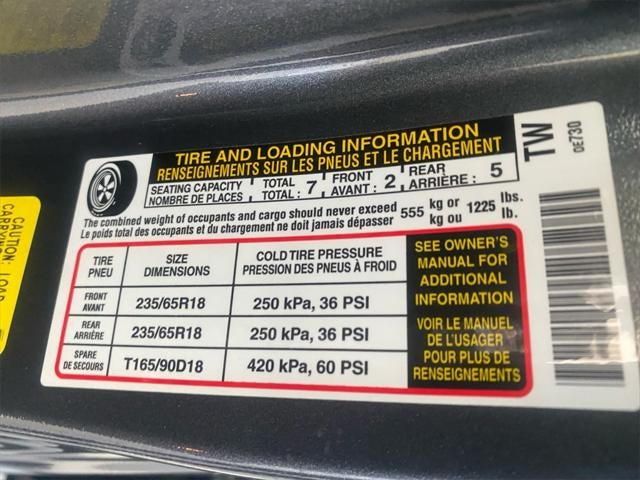 TIRE AND LOADING INFORMATION
RENSEIGNEMENTS SUR LES PNEUS ET LE CHARGEMENT
SEATING CAPACITY TOTAL FRONT REAR
NOMBRE DE PLACES TOTAL : 7 AVANT : 2 ARRIÈRE : 5
The combined weight of occupants and cargo should never exceed 555 kg or 1225 lbs.
Le poids total des occupants et du chargement ne doit jamais dépasser kg ou lb.
TIRE SIZE COLD TIRE PRESSURE
PNEU DIMENSIONS PRESSION DES PNEUS À FROID
FRONT
AVANT 235/65R18 250 kPa, 36 PSI
REAR
ARRIÈRE 235/65R18 250 kPa, 36 PSI
SPARE
DE SECOURS T165/90D18 420 kPa, 60 PSI
SEE OWNER'S
MANUAL FOR
ADDITIONAL
INFORMATION
VOIR LE MANUEL
DE L'USAGER
POUR PLUS DE
RENSEIGNEMENTS
TW
DE730
CAUTION: LOAD
CARRYING